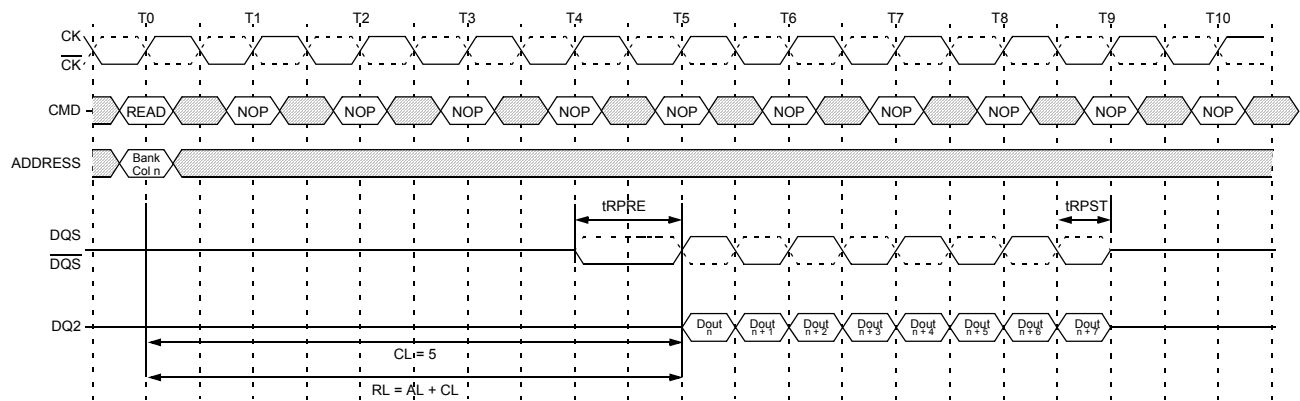 T0 T1 T2 T3 T4 T5 T6 T7 T8 T9 T10
CK
CK
CMD READ NOP NOP NOP NOP NOP NOP NOP NOP NOP NOP
ADDRESS Bank
Col n
tRPRE tRPST
DQS
DQS
DQ2 Dout Dout Dout Dout Dout Dout Dout Dout
n n + 1 n + 2 n + 3 n + 4 n + 5 n + 6 n + 7
CL = 5
RL = AL + CL